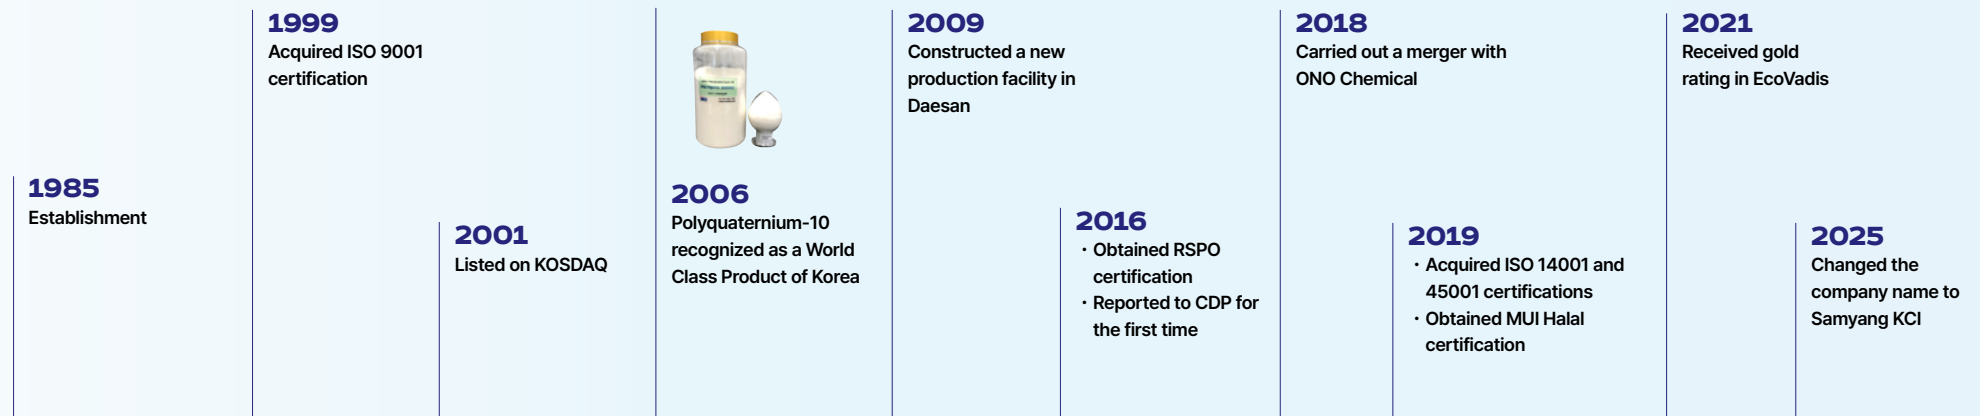 1985
Establishment
1999
Acquired ISO 9001
certification
2001
Listed on KOSDAQ
2006
Polyquaternium-10
recognized as a World
Class Product of Korea
2009
Constructed a new
production facility in
Daesan
2016
· Obtained RSPO
certification
· Reported to CDP for
the first time
2018
Carried out a merger with
ONO Chemical
2019
· Acquired ISO 14001 and
45001 certifications
· Obtained MUI Halal
certification
2021
Received gold
rating in EcoVadis
2025
Changed the
company name to
Samyang KCI